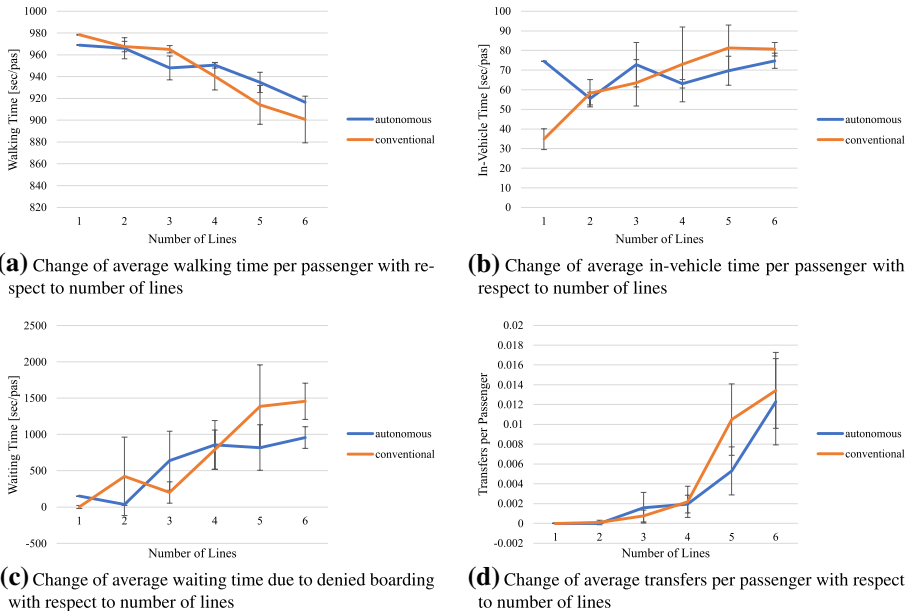 1000
980
960
940
920
900
880
860
840
820
Walking Time [sec/pas]
1 2 3 4 5 6
Number of Lines
autonomous
conventional
(a) Change of average walking time per passenger with re-
spect to number of lines
100
90
80
70
60
50
40
30
20
10
0
In-Vehicle Time [sec/pas]
1 2 3 4 5 6
Number of Lines
autonomous
conventional
(b) Change of average in-vehicle time per passenger with
respect to number of lines
2500
2000
1500
1000
500
0
-500
Waiting Time [sec/pas]
1 2 3 4 5 6
Number of Lines
autonomous
conventional
(c) Change of average waiting time due to denied boarding
with respect to number of lines
0.02
0.018
0.016
0.014
0.012
0.01
0.008
0.006
0.004
0.002
0
-0.002
Transfers per Passenger
1 2 3 4 5 6
Number of Lines
autonomous
conventional
(d) Change of average transfers per passenger with respect
to number of lines